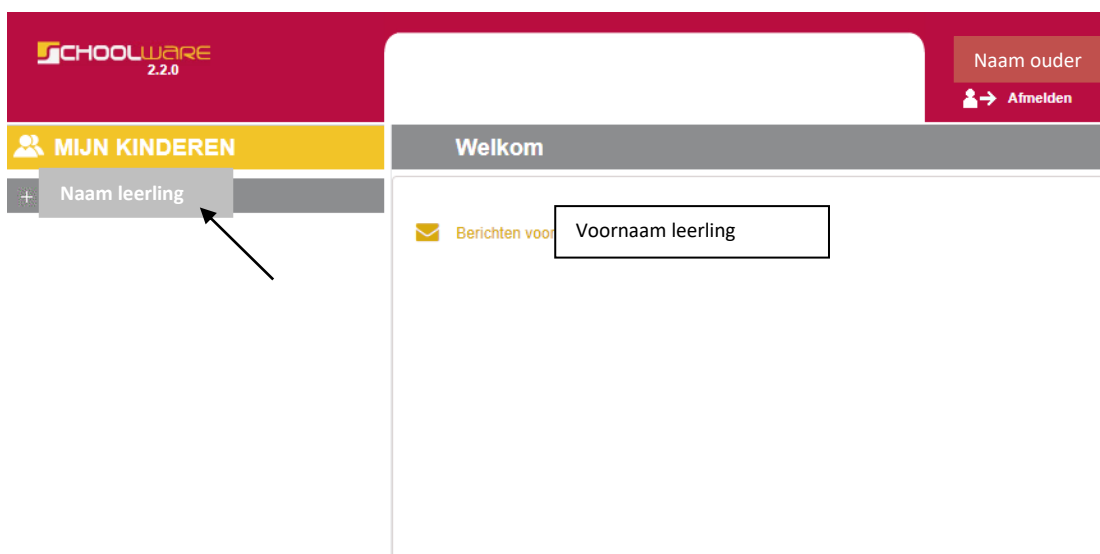 SCHOOLWARE
2.2.0
Naam ouder
Afmelden
MIJN KINDEREN
Welkom
+ Naam leerling
Berichten voor Voornaam leerling